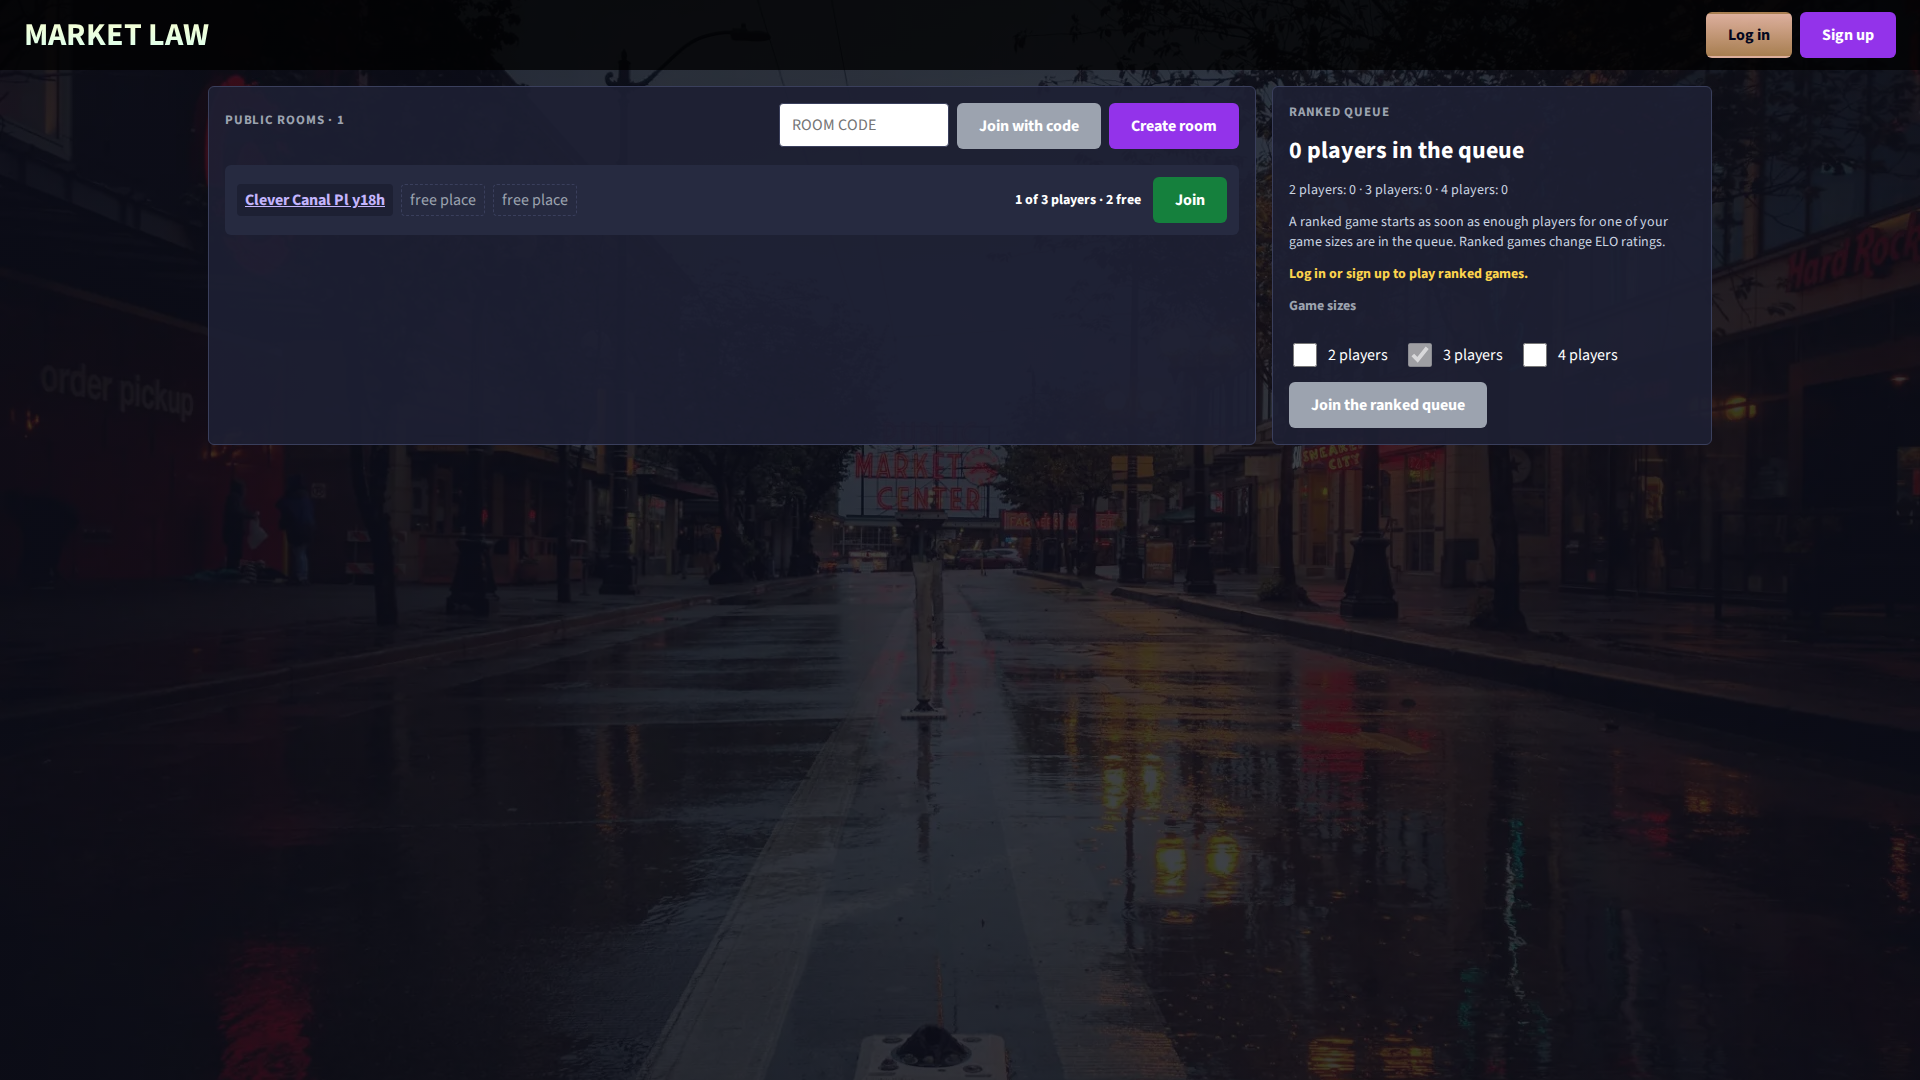 MARKET LAW
Log in
Sign up
PUBLIC ROOMS · 1
ROOM CODE
Join with code
Create room
Clever Canal Pl y18h
free place
free place
1 of 3 players · 2 free
Join
RANKED QUEUE
0 players in the queue
2 players: 0 · 3 players: 0 · 4 players: 0
A ranked game starts as soon as enough players for one of your
game sizes are in the queue. Ranked games change ELO ratings.
Log in or sign up to play ranked games.
Game sizes
2 players
3 players
4 players
Join the ranked queue
order pickup
Hard Rock
MARKET
CENTER
SNEAKER
CITY